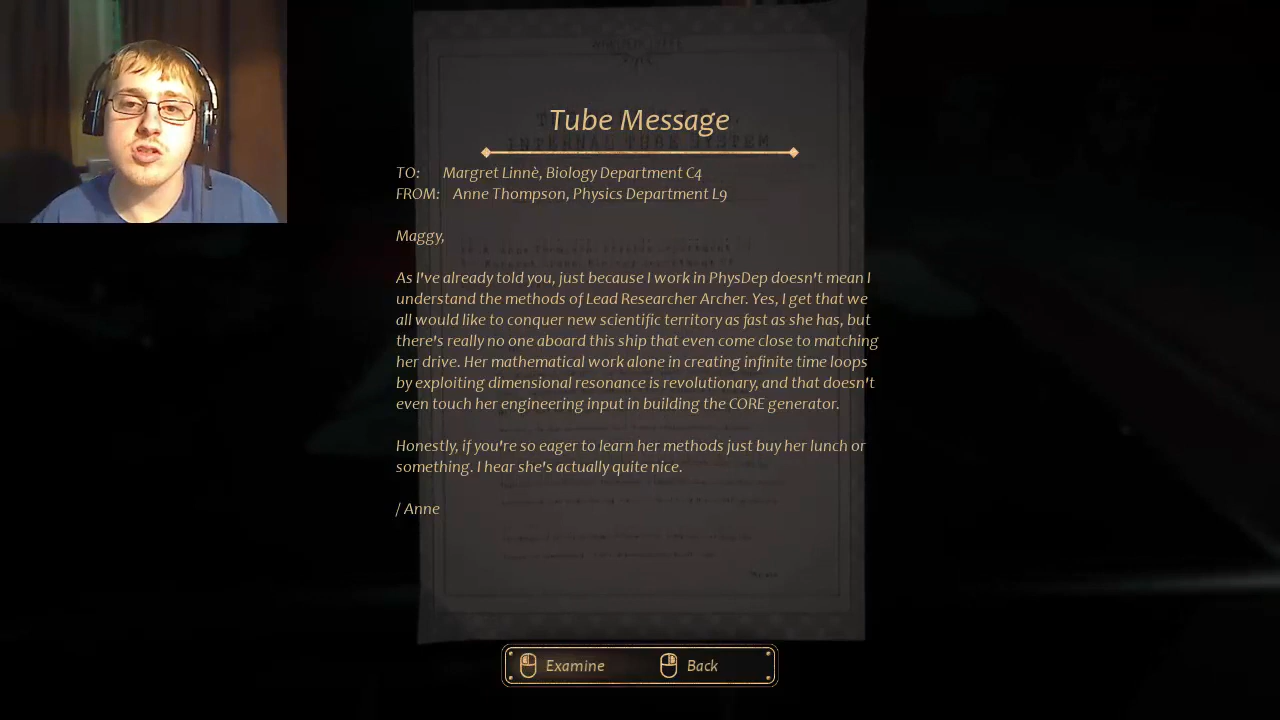 Tube Message
TO: Margret Linnè, Biology Department C4
FROM: Anne Thompson, Physics Department L9
Maggy,
As I've already told you, just because I work in PhysDep doesn't mean I
understand the methods of Lead Researcher Archer. Yes, I get that we
all would like to conquer new scientific territory as fast as she has, but
there's really no one aboard this ship that even come close to matching
her drive. Her mathematical work alone in creating infinite time loops
by exploiting dimensional resonance is revolutionary, and that doesn't
even touch her engineering input in building the CORE generator.
Honestly, if you're so eager to learn her methods just buy her lunch or
something. I hear she's actually quite nice.
/ Anne
Examine
Back